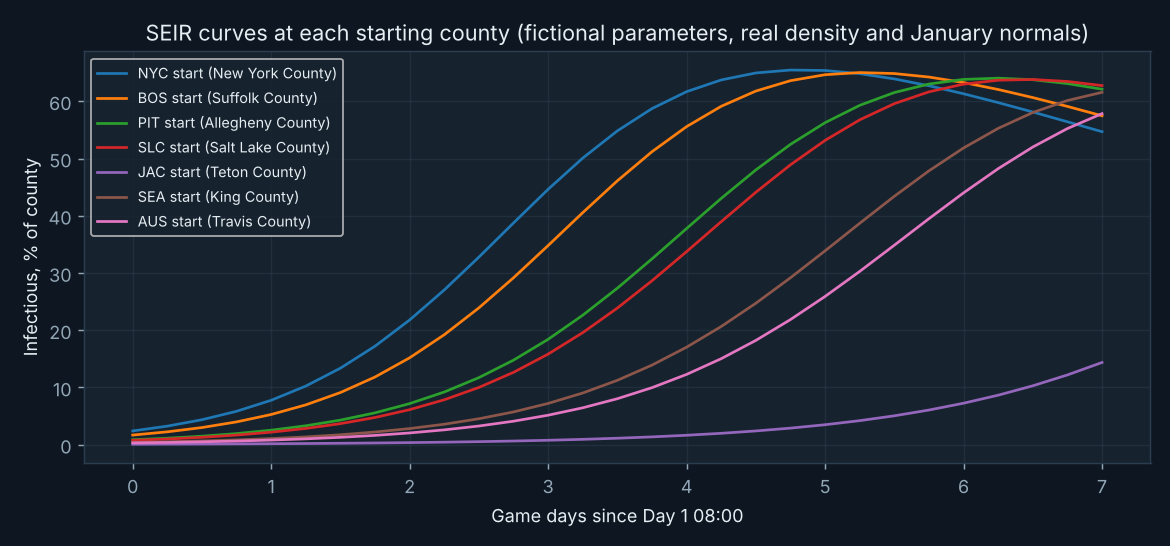 SEIR curves at each starting county (fictional parameters, real density and January normals)
NYC start (New York County)
BOS start (Suffolk County)
PIT start (Allegheny County)
SLC start (Salt Lake County)
JAC start (Teton County)
SEA start (King County)
AUS start (Travis County)
Infectious, % of county
60
50
40
30
20
10
0
0 1 2 3 4 5 6 7
Game days since Day 1 08:00